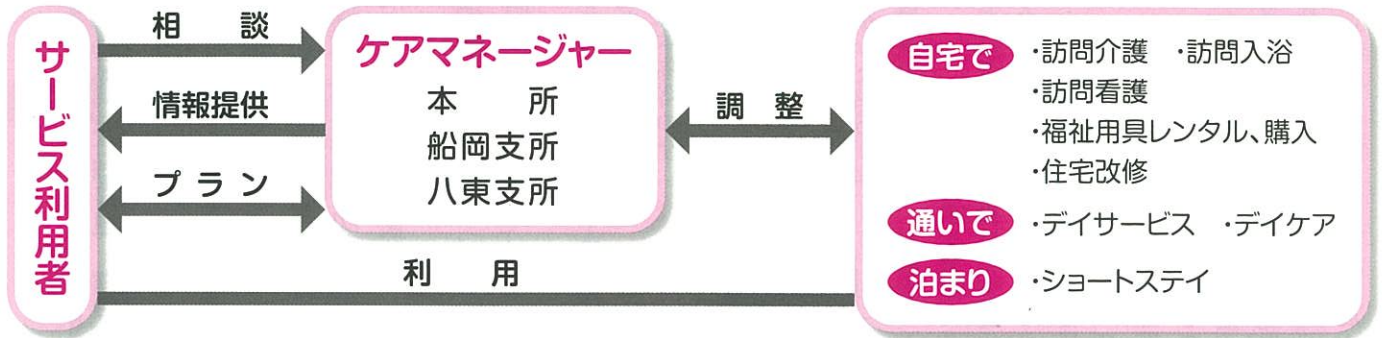 サービス利用者
相　談
情報提供
プラン
利　用
ケアマネージャー
本　所
船岡支所
八東支所
調整
自宅で
・訪問介護　・訪問入浴
・訪問看護
・福祉用具レンタル、購入
・住宅改修
通いで
・デイサービス　・デイケア
泊まり
・ショートステイ